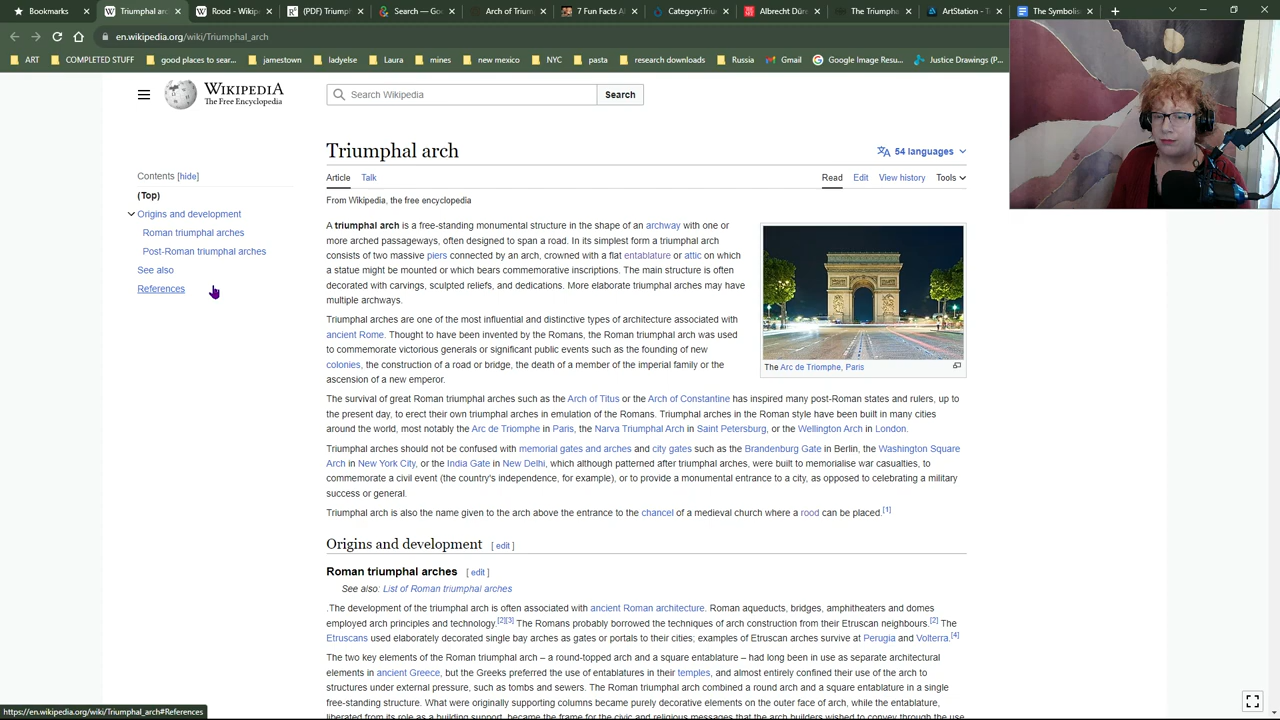 Bookmarks
Triumphal arc
Rood - Wikip
(PDF) Triump
Search — Go
Arch of Trium
7 Fun Facts A
Category:Triu
Albrecht Düre
The Triumpha
ArtStation - T
The Symbolis
en.wikipedia.org/wiki/Triumphal_arch
ART
COMPLETED STUFF
good places to sear...
jamestown
ladyelse
Laura
mines
new mexico
NYC
pasta
research downloads
Russia
Gmail
Google Image Resu...
Justice Drawings (P...
WIKIPEDIA
The Free Encyclopedia
Search Wikipedia
Search
Triumphal arch
54 languages
Contents [hide]
(Top)
Origins and development
Roman triumphal arches
Post-Roman triumphal arches
See also
References
Article Talk
Read Edit View history Tools
From Wikipedia, the free encyclopedia
A triumphal arch is a free-standing monumental structure in the shape of an archway with one or
more arched passageways, often designed to span a road. In its simplest form a triumphal arch
consists of two massive piers connected by an arch, crowned with a flat entablature or attic on which
a statue might be mounted or which bears commemorative inscriptions. The main structure is often
decorated with carvings, sculpted reliefs, and dedications. More elaborate triumphal arches may have
multiple archways.
The Arc de Triomphe, Paris
Triumphal arches are one of the most influential and distinctive types of architecture associated with
ancient Rome. Thought to have been invented by the Romans, the Roman triumphal arch was used
to commemorate victorious generals or significant public events such as the founding of new
colonies, the construction of a road or bridge, the death of a member of the imperial family or the
ascension of a new emperor.
The survival of great Roman triumphal arches such as the Arch of Titus or the Arch of Constantine has inspired many post-Roman states and rulers, up to
the present day, to erect their own triumphal arches in emulation of the Romans. Triumphal arches in the Roman style have been built in many cities
around the world, most notably the Arc de Triomphe in Paris, the Narva Triumphal Arch in Saint Petersburg, or the Wellington Arch in London.
Triumphal arches should not be confused with memorial gates and arches and city gates such as the Brandenburg Gate in Berlin, the Washington Square
Arch in New York City, or the India Gate in New Delhi, which although patterned after triumphal arches, were built to memorialise war casualties, to
commemorate a civil event (the country's independence, for example), or to provide a monumental entrance to a city, as opposed to celebrating a military
success or general.
Triumphal arch is also the name given to the arch above the entrance to the chancel of a medieval church where a rood can be placed.[1]
Origins and development [ edit ]
Roman triumphal arches [ edit ]
See also: List of Roman triumphal arches
.The development of the triumphal arch is often associated with ancient Roman architecture. Roman aqueducts, bridges, amphitheaters and domes
employed arch principles and technology.[2][3] The Romans probably borrowed the techniques of arch construction from their Etruscan neighbours.[2] The
Etruscans used elaborately decorated single bay arches as gates or portals to their cities; examples of Etruscan arches survive at Perugia and Volterra.[4]
The two key elements of the Roman triumphal arch – a round-topped arch and a square entablature – had long been in use as separate architectural
elements in ancient Greece, but the Greeks preferred the use of entablatures in their temples, and almost entirely confined their use of the arch to
structures under external pressure, such as tombs and sewers. The Roman triumphal arch combined a round arch and a square entablature in a single
free-standing structure. What were originally supporting columns became purely decorative elements on the outer face of arch, while the entablature,
liberated from its role as a building support, became the frame for the civic and religious messages that the arch builders wished to convey through the use
https://en.wikipedia.org/wiki/Triumphal_arch#References